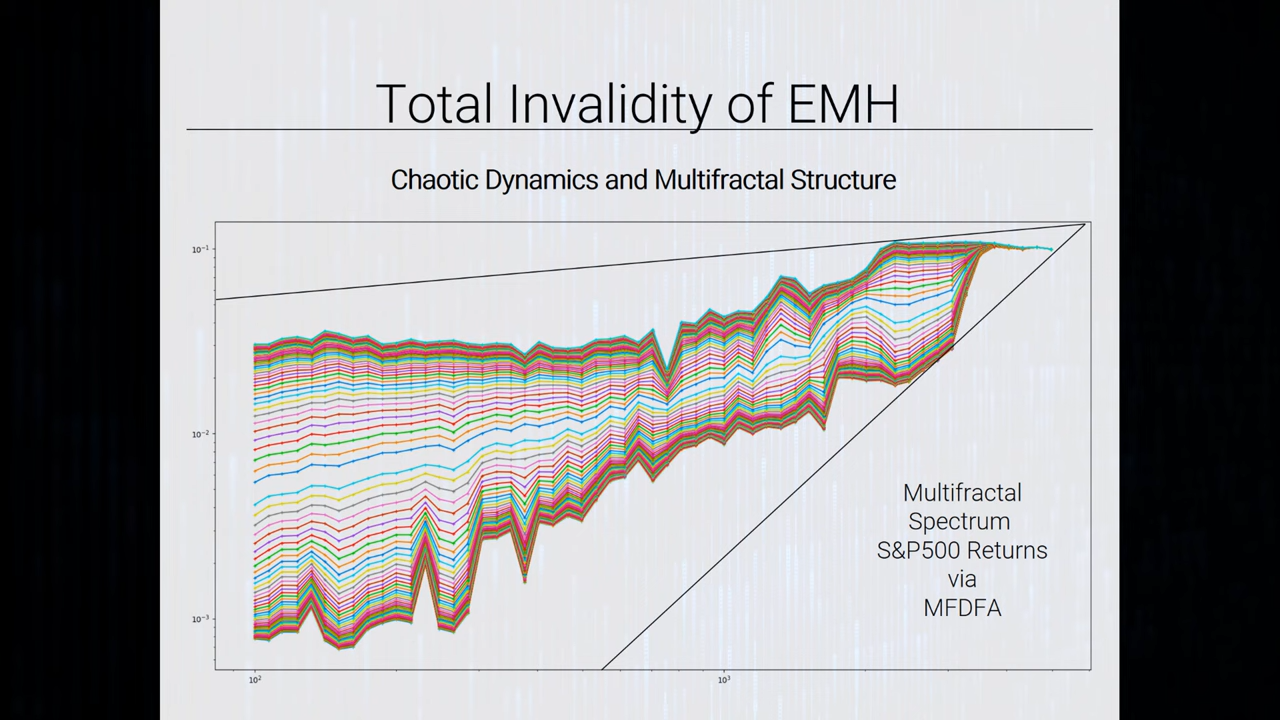 Total Invalidity of EMH
Chaotic Dynamics and Multifractal Structure
10⁻¹
10⁻²
10⁻³
10²
10³
Multifractal
Spectrum
S&P500 Returns
via
MFDFA